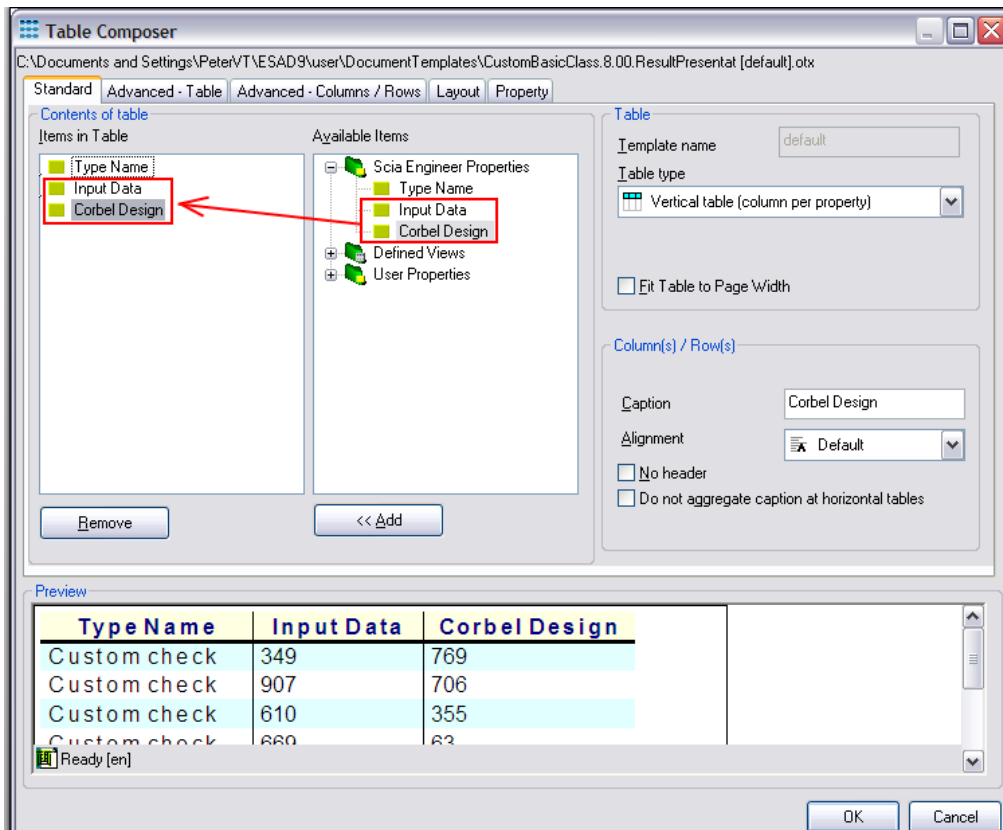 Table Composer
C:\Documents and Settings\PeterVT\ESAD9\user\DocumentTemplates\CustomBasicClass.8.00.ResultPresentat [default].otx
Standard Advanced - Table Advanced - Columns / Rows Layout Property
Contents of table
Items in Table
Type Name
Input Data
Corbel Design
Remove
Available Items
Scia Engineer Properties
Type Name
Input Data
Corbel Design
Defined Views
User Properties
<< Add
Table
Template name default
Table type
Vertical table (column per property)
Fit Table to Page Width
Column(s) / Row(s)
Caption Corbel Design
Alignment Default
No header
Do not aggregate caption at horizontal tables
Preview
Type Name Input Data Corbel Design
Custom check 349 769
Custom check 907 706
Custom check 610 355
Custom check 669 63
Ready [en]
OK Cancel